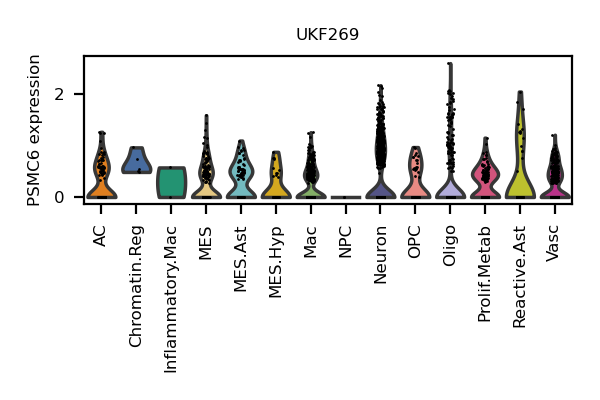 UKF269
PSMC6 expression
2
0
AC
Chromatin.Reg
Inflammatory.Mac
MES
MES.Ast
MES.Hyp
Mac
NPC
Neuron
OPC
Oligo
Prolif.Metab
Reactive.Ast
Vasc